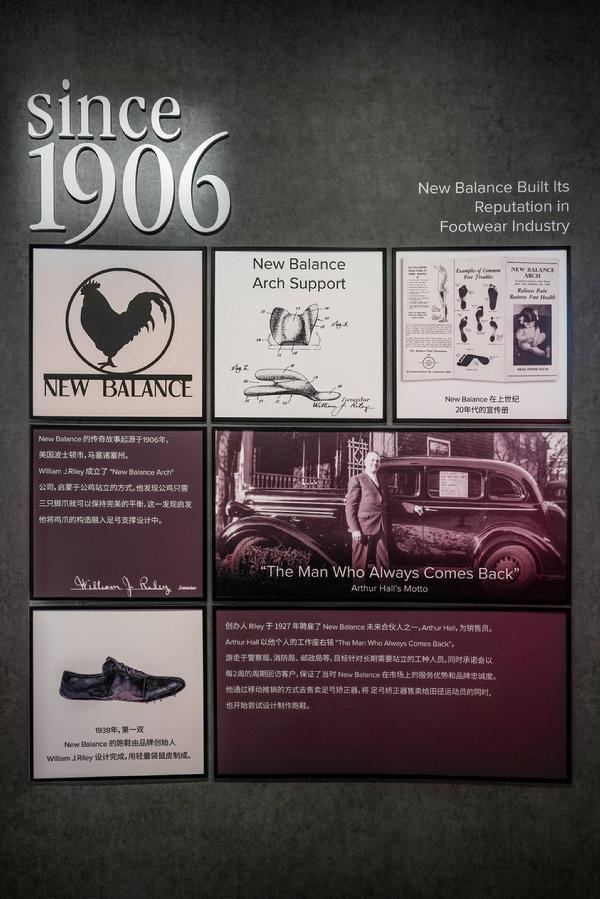 since
1906
New Balance Built Its
Reputation in
Footwear Industry
NEW BALANCE
New Balance
Arch Support
Fig. 5.
Fig. 2.
Inventor
William J. Riley
Examples of Common
Foot Troubles
NEW BALANCE
ARCH
Relieves Pain
Restores Foot Health
New Balance 在上世纪
20年代的宣传册
New Balance 的传奇故事起源于1906年,
美国波士顿市,马塞诸塞州。
William J.Riley 成立了 "New Balance Arch"
公司,启蒙于公鸡站立的方式。他发现公鸡只需
三只脚爪就可以保持完美的平衡,这一发现启发
他将鸡爪的构造融入足弓支撑设计中。
William J. Riley
"The Man Who Always Comes Back"
Arthur Hall's Motto
1938年,第一双
New Balance 的跑鞋由品牌创始人
William J.Riley 设计完成,用轻量袋鼠皮制成。
创办人 Riley 于 1927 年聘雇了 New Balance 未来合伙人之一, Arthur Hall, 为销售员。
Arthur Hall 以他个人的工作座右铭 "The Man Who Always Comes Back",
游走于警察局、消防局、邮政局等,目标针对长期需要站立的工种人员。同时承诺会以
每2周的周期回访客户,保证了当时 New Balance 在市场上的服务优势和品牌忠诚度。
他通过移动推销的方式去售卖足弓矫正器,将 足弓矫正器售卖给田径运动员的同时,
也开始尝试设计制作跑鞋。